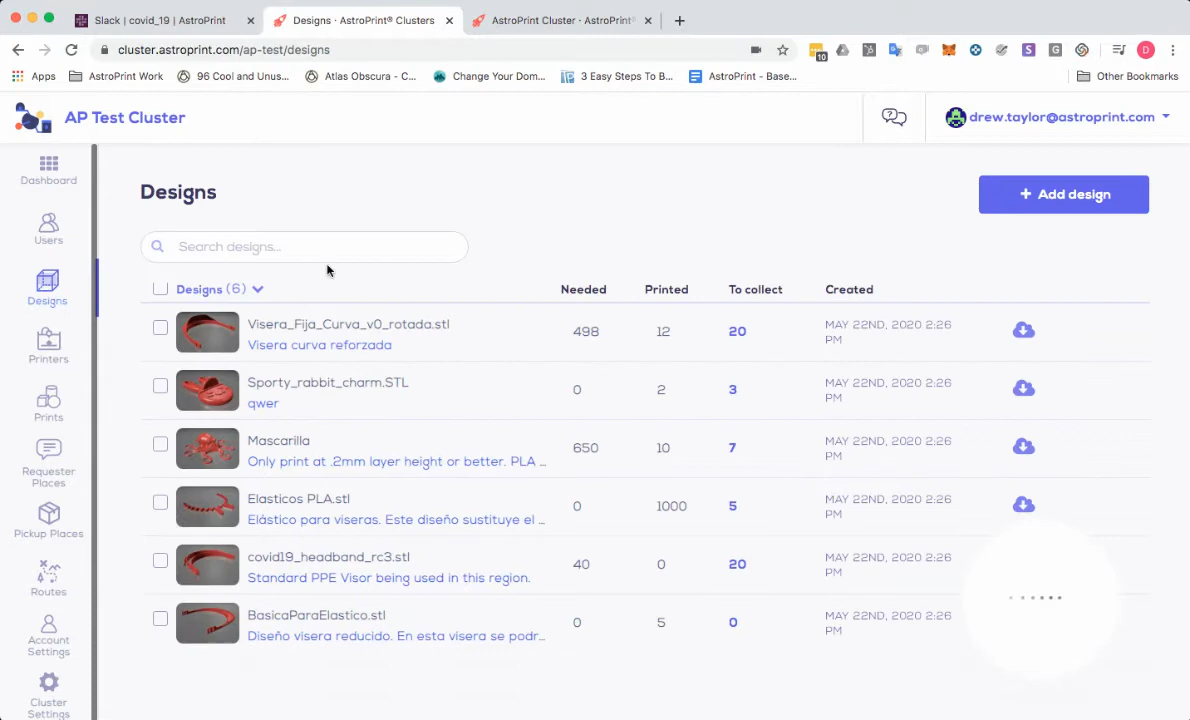 Slack | covid_19 | AstroPrint
Designs · AstroPrint® Clusters
AstroPrint Cluster · AstroPrint®
cluster.astroprint.com/ap-test/designs
10
S
G
D
Apps
AstroPrint Work
96 Cool and Unus...
Atlas Obscura - C...
Change Your Dom...
3 Easy Steps To B...
AstroPrint - Base...
Other Bookmarks
AP Test Cluster
drew.taylor@astroprint.com
Dashboard
Users
Designs
Printers
Prints
Requester
Places
Pickup Places
Routes
Account
Settings
Cluster
Settings
Designs
+ Add design
Search designs...
Designs (6) Needed Printed To collect Created
Visera_Fija_Curva_v0_rotada.stl
Visera curva reforzada
498 12 20 MAY 22ND, 2020 2:26
PM
Sporty_rabbit_charm.STL
qwer
0 2 3 MAY 22ND, 2020 2:26
PM
Mascarilla
Only print at .2mm layer height or better. PLA ...
650 10 7 MAY 22ND, 2020 2:26
PM
Elasticos PLA.stl
Elástico para viseras. Este diseño sustituye el ...
0 1000 5 MAY 22ND, 2020 2:26
PM
covid19_headband_rc3.stl
Standard PPE Visor being used in this region.
40 0 20 MAY 22ND, 2020 2:26
PM
BasicaParaElastico.stl
Diseño visera reducido. En esta visera se podr...
0 5 0 MAY 22ND, 2020 2:26
PM